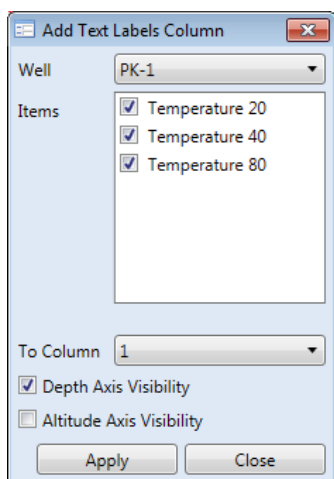 Add Text Labels Column
Well PK-1
Items Temperature 20
Temperature 40
Temperature 80
To Column 1
Depth Axis Visibility
Altitude Axis Visibility
Apply Close